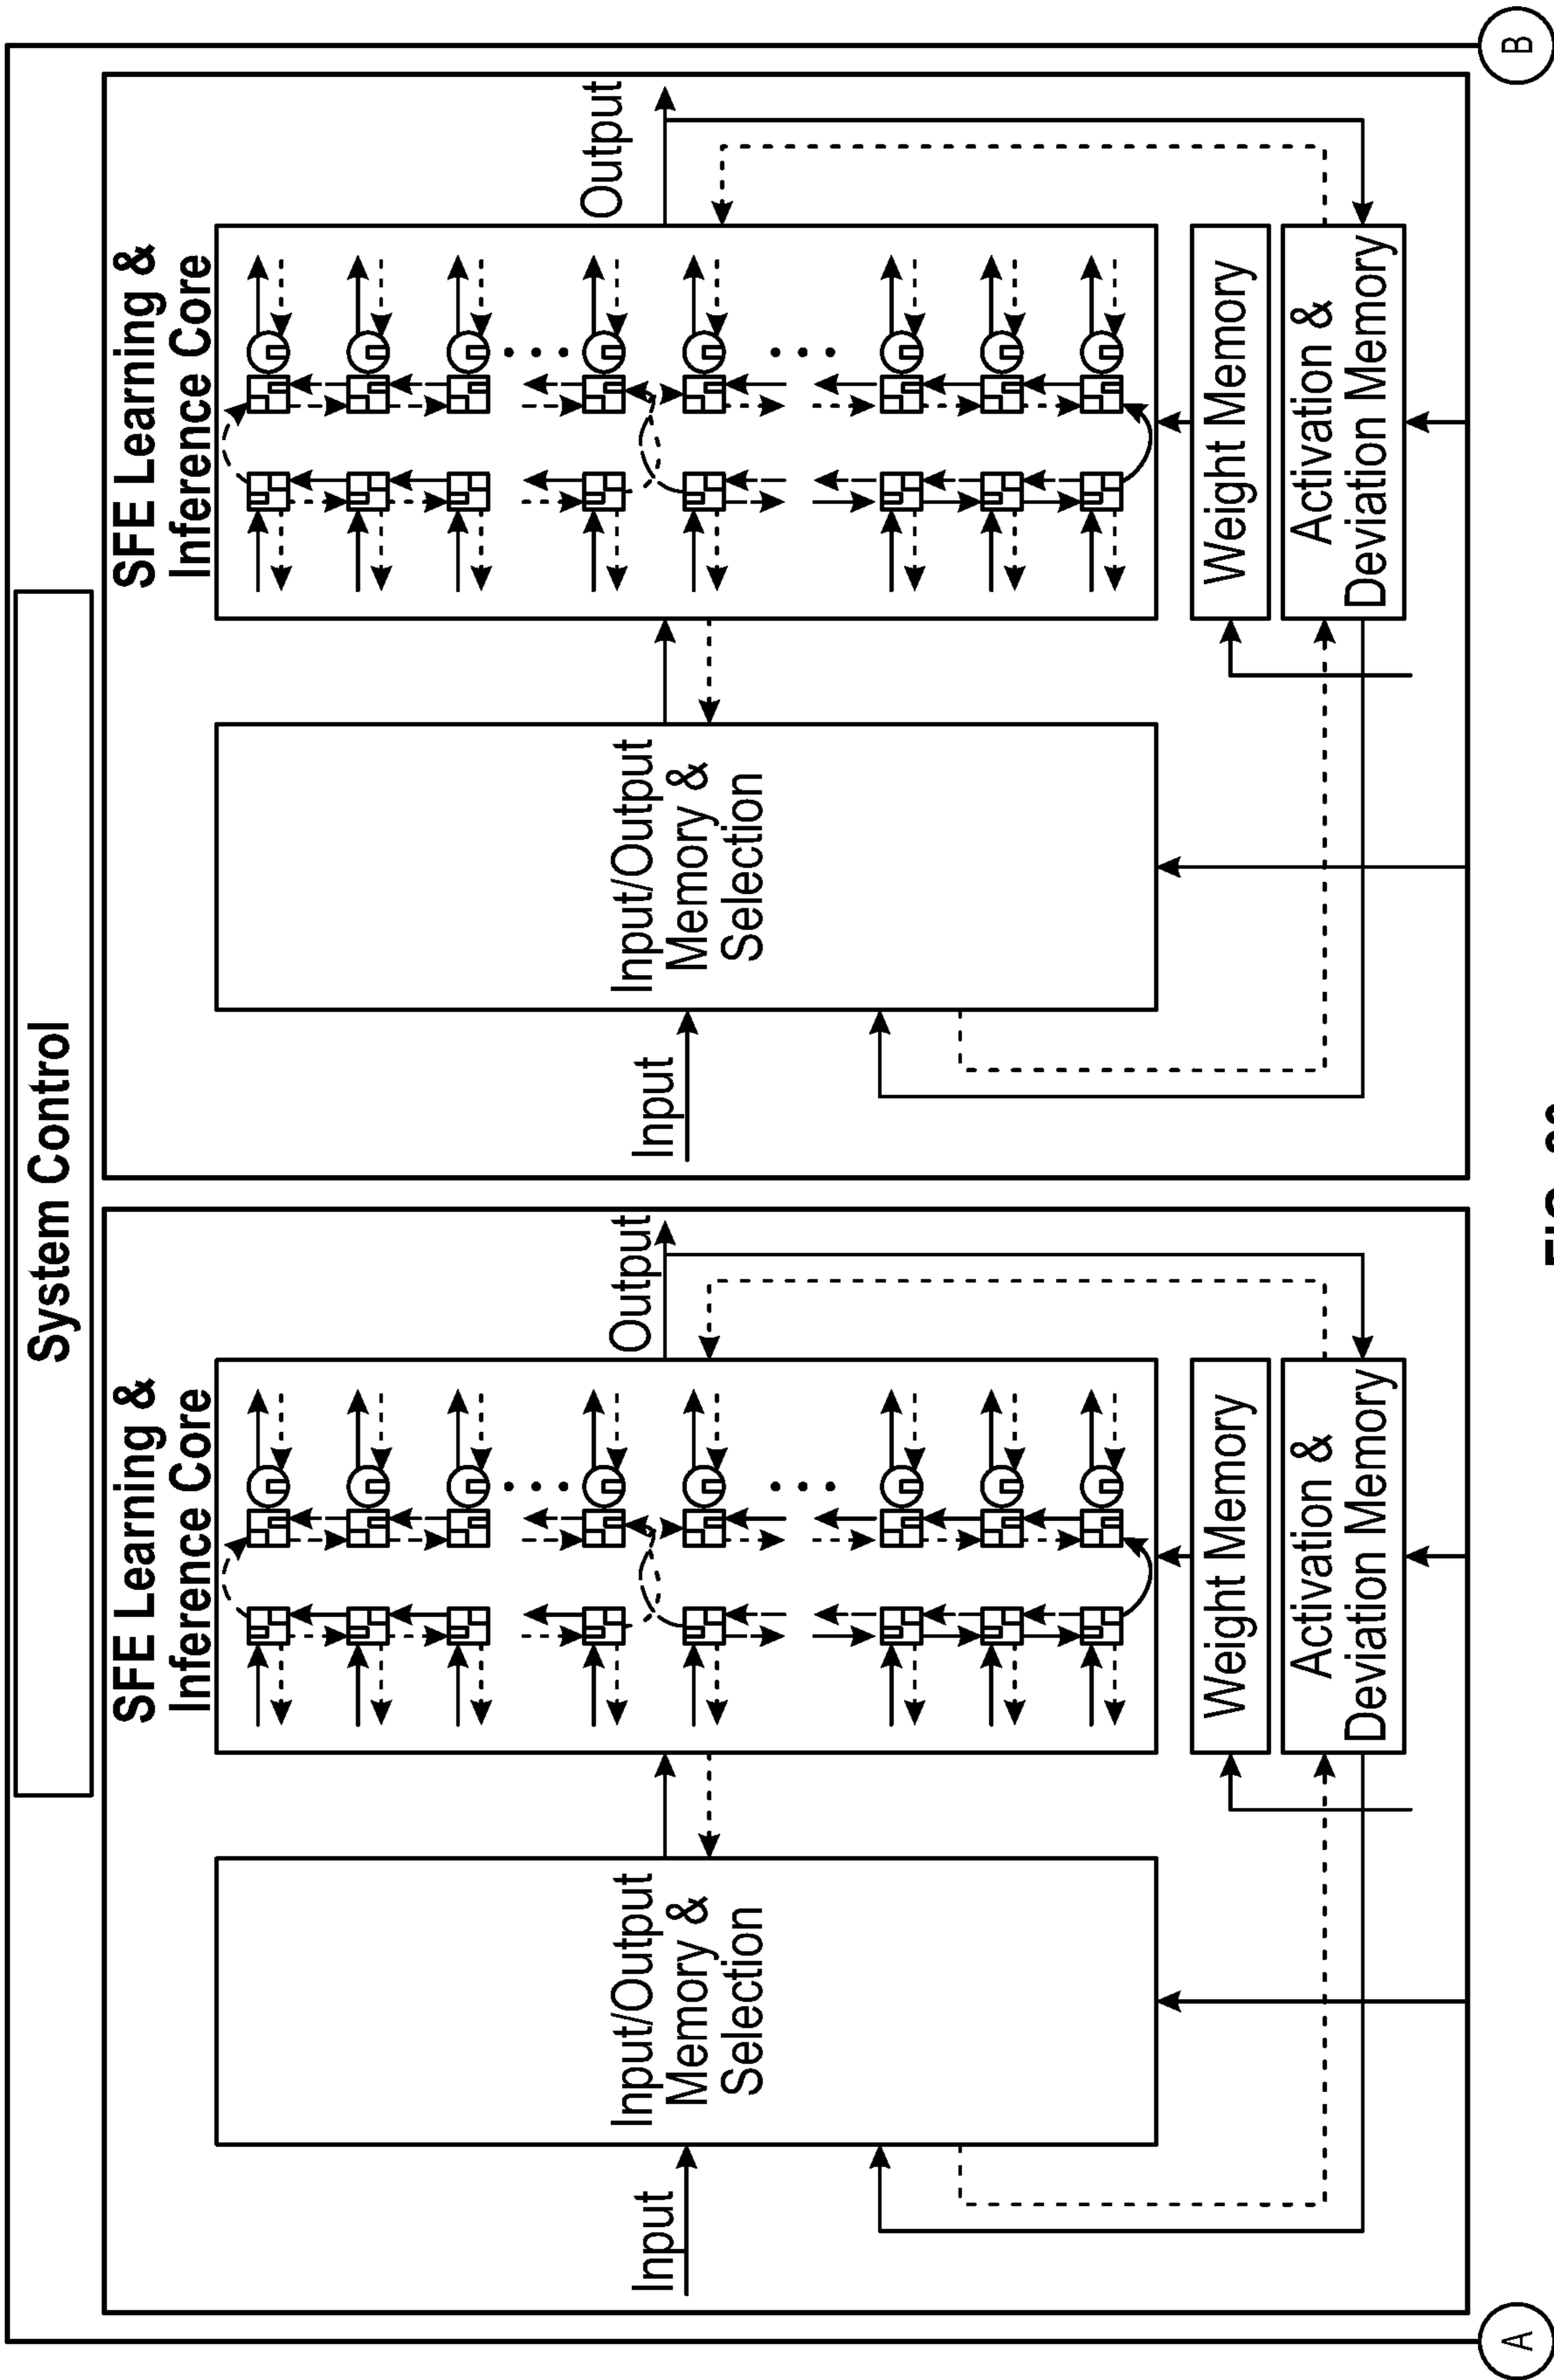 System Control
SFE Learning &
Inference Core
Input
Input/Output
Memory &
Selection
Output
Weight Memory
Activation &
Deviation Memory
SFE Learning &
Inference Core
Input
Input/Output
Memory &
Selection
Output
Weight Memory
Activation &
Deviation Memory
A
B